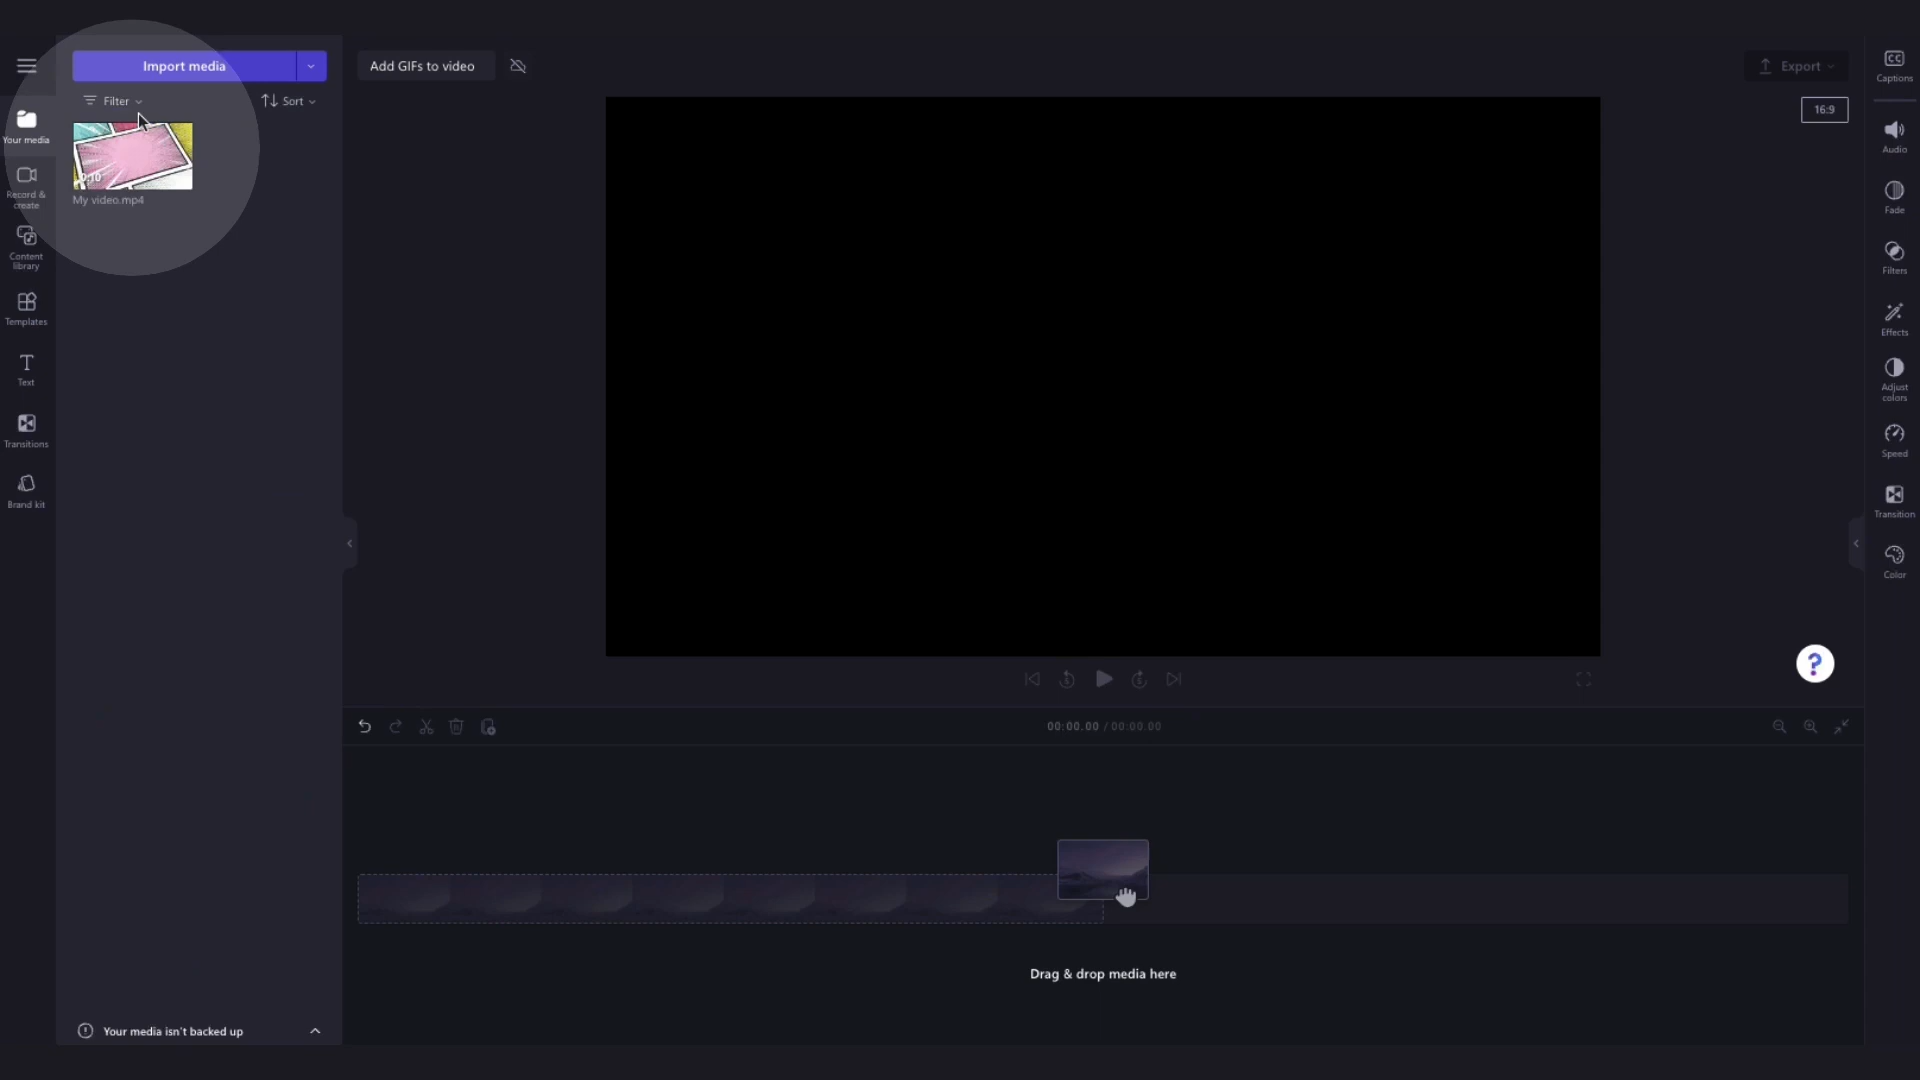 Import media
Add GIFs to video
Export
Captions
Filter
Sort
16:9
Your media
0:10
My video.mp4
Record &
create
Content
library
Templates
Text
Transitions
Brand kit
Audio
Fade
Filters
Effects
Adjust
colors
Speed
Transition
Color
?
00:00.00 / 00:00.00
Drag & drop media here
Your media isn't backed up